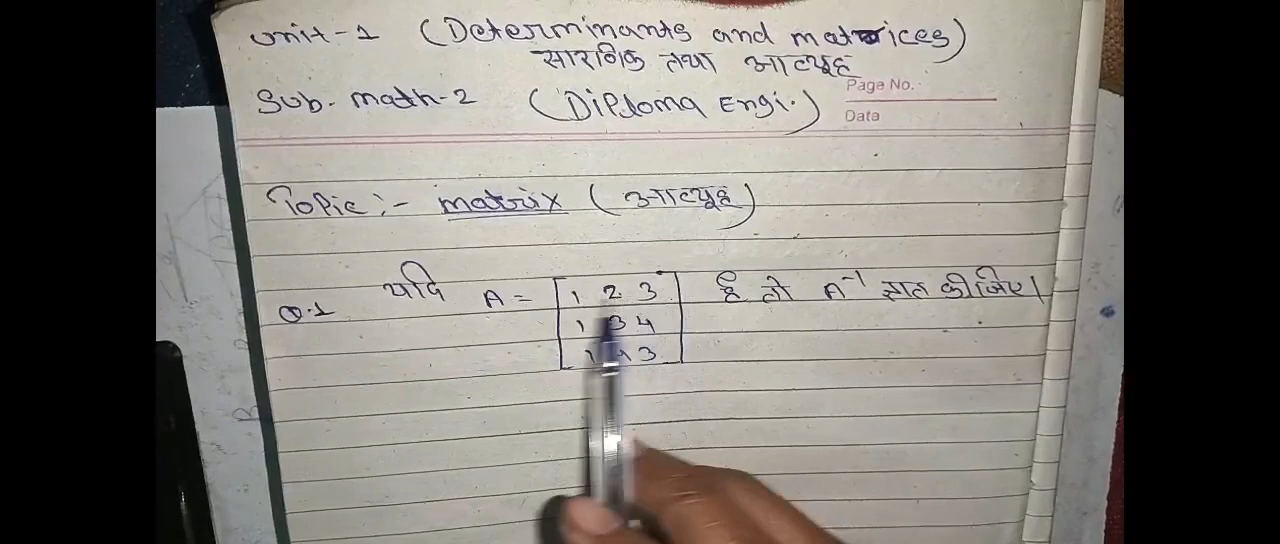 Unit-1 (Determinants and matrices)
सारणिक तथा आव्यूह
Sub. math-2 (Diploma Engi.)
Page No.
Data
Topic :- matrix (आव्यूह)
Q.1 यदि A = [1 2 3] है तो A⁻¹ ज्ञात कीजिए।
1 3 4
1 4 3